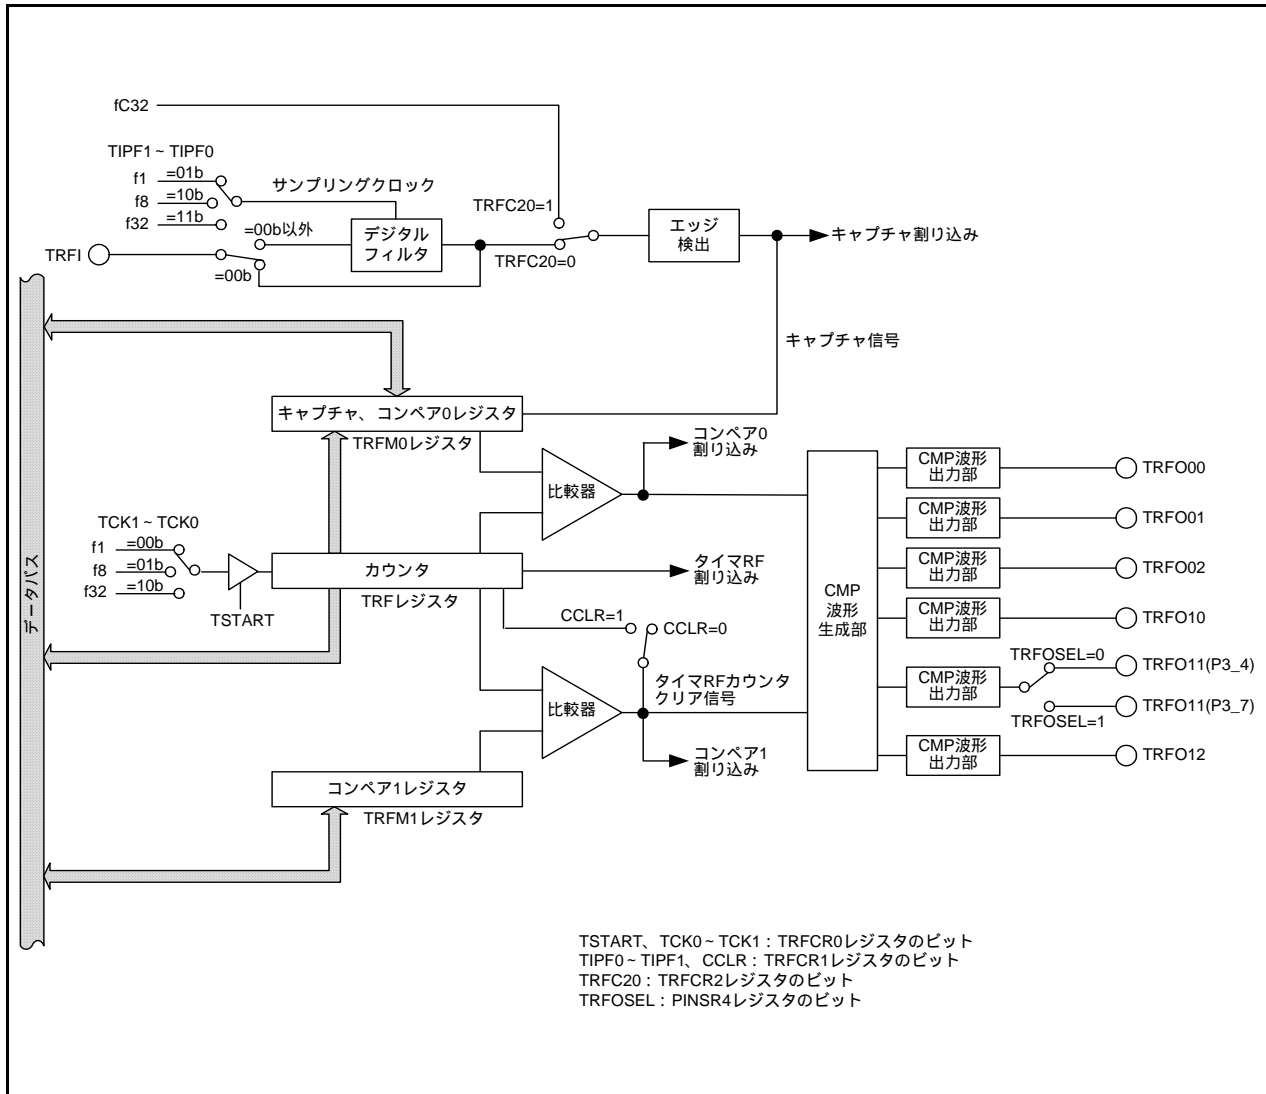 fC32
TIPF1~TIPF0
f1 =01b
f8 =10b
f32 =11b
サンプリングクロック
TRFC20=1
=00b以外
デジタル
フィルタ
TRFI
=00b
TRFC20=0
エッジ
検出
キャプチャ割り込み
キャプチャ信号
データバス
キャプチャ、コンペア0レジスタ
TRFM0レジスタ
比較器
コンペア0
割り込み
TCK1~TCK0
f1 =00b
f8 =01b
f32 =10b
TSTART
カウンタ
TRFレジスタ
タイマRF
割り込み
CCLR=1
CCLR=0
タイマRFカウンタ
クリア信号
比較器
コンペア1
割り込み
コンペア1レジスタ
TRFM1レジスタ
CMP
波形
生成部
CMP波形
出力部
TRFO00
CMP波形
出力部
TRFO01
CMP波形
出力部
TRFO02
CMP波形
出力部
TRFO10
CMP波形
出力部
TRFOSEL=0
TRFO11(P3_4)
TRFO11(P3_7)
TRFOSEL=1
CMP波形
出力部
TRFO12
TSTART、TCK0~TCK1:TRFCR0レジスタのビット
TIPF0~TIPF1、CCLR:TRFCR1レジスタのビット
TRFC20:TRFCR2レジスタのビット
TRFOSEL:PINSR4レジスタのビット